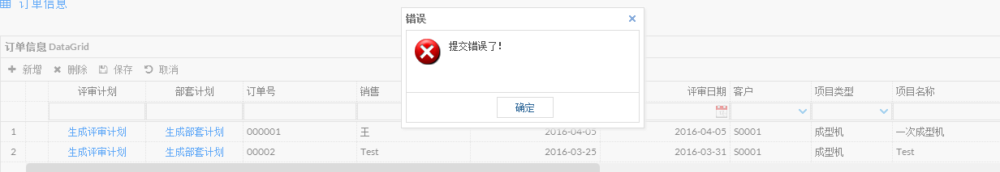 订单信息
错误
提交错误了!
确定
订单信息 DataGrid
新增 删除 保存 取消
评审计划 部套计划 订单号 销售 评审日期 客户 项目类型 项目名称
1 生成评审计划 生成部套计划 000001 王 2016-04-05 2016-04-05 S0001 成型机 一次成型机
2 生成评审计划 生成部套计划 00002 Test 2016-03-25 2016-03-31 S0001 成型机 Test